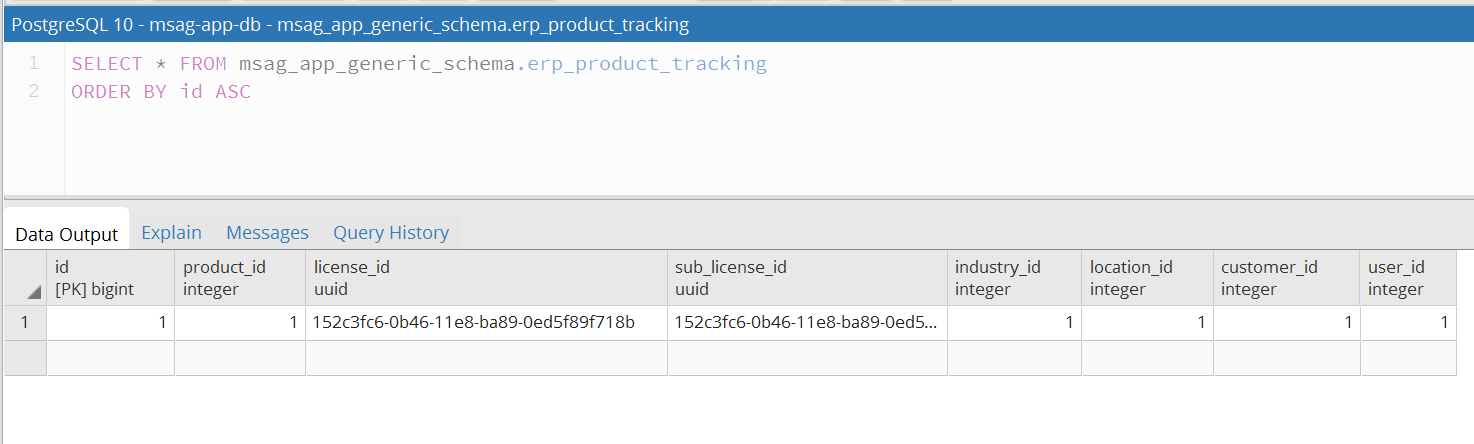 PostgreSQL 10 - msag-app-db - msag_app_generic_schema.erp_product_tracking
1 SELECT * FROM msag_app_generic_schema.erp_product_tracking
2 ORDER BY id ASC
Data Output Explain Messages Query History
id product_id license_id sub_license_id industry_id location_id customer_id user_id
[PK] bigint integer uuid uuid integer integer integer integer
1 1 1 152c3fc6-0b46-11e8-ba89-0ed5f89f718b 152c3fc6-0b46-11e8-ba89-0ed5... 1 1 1 1